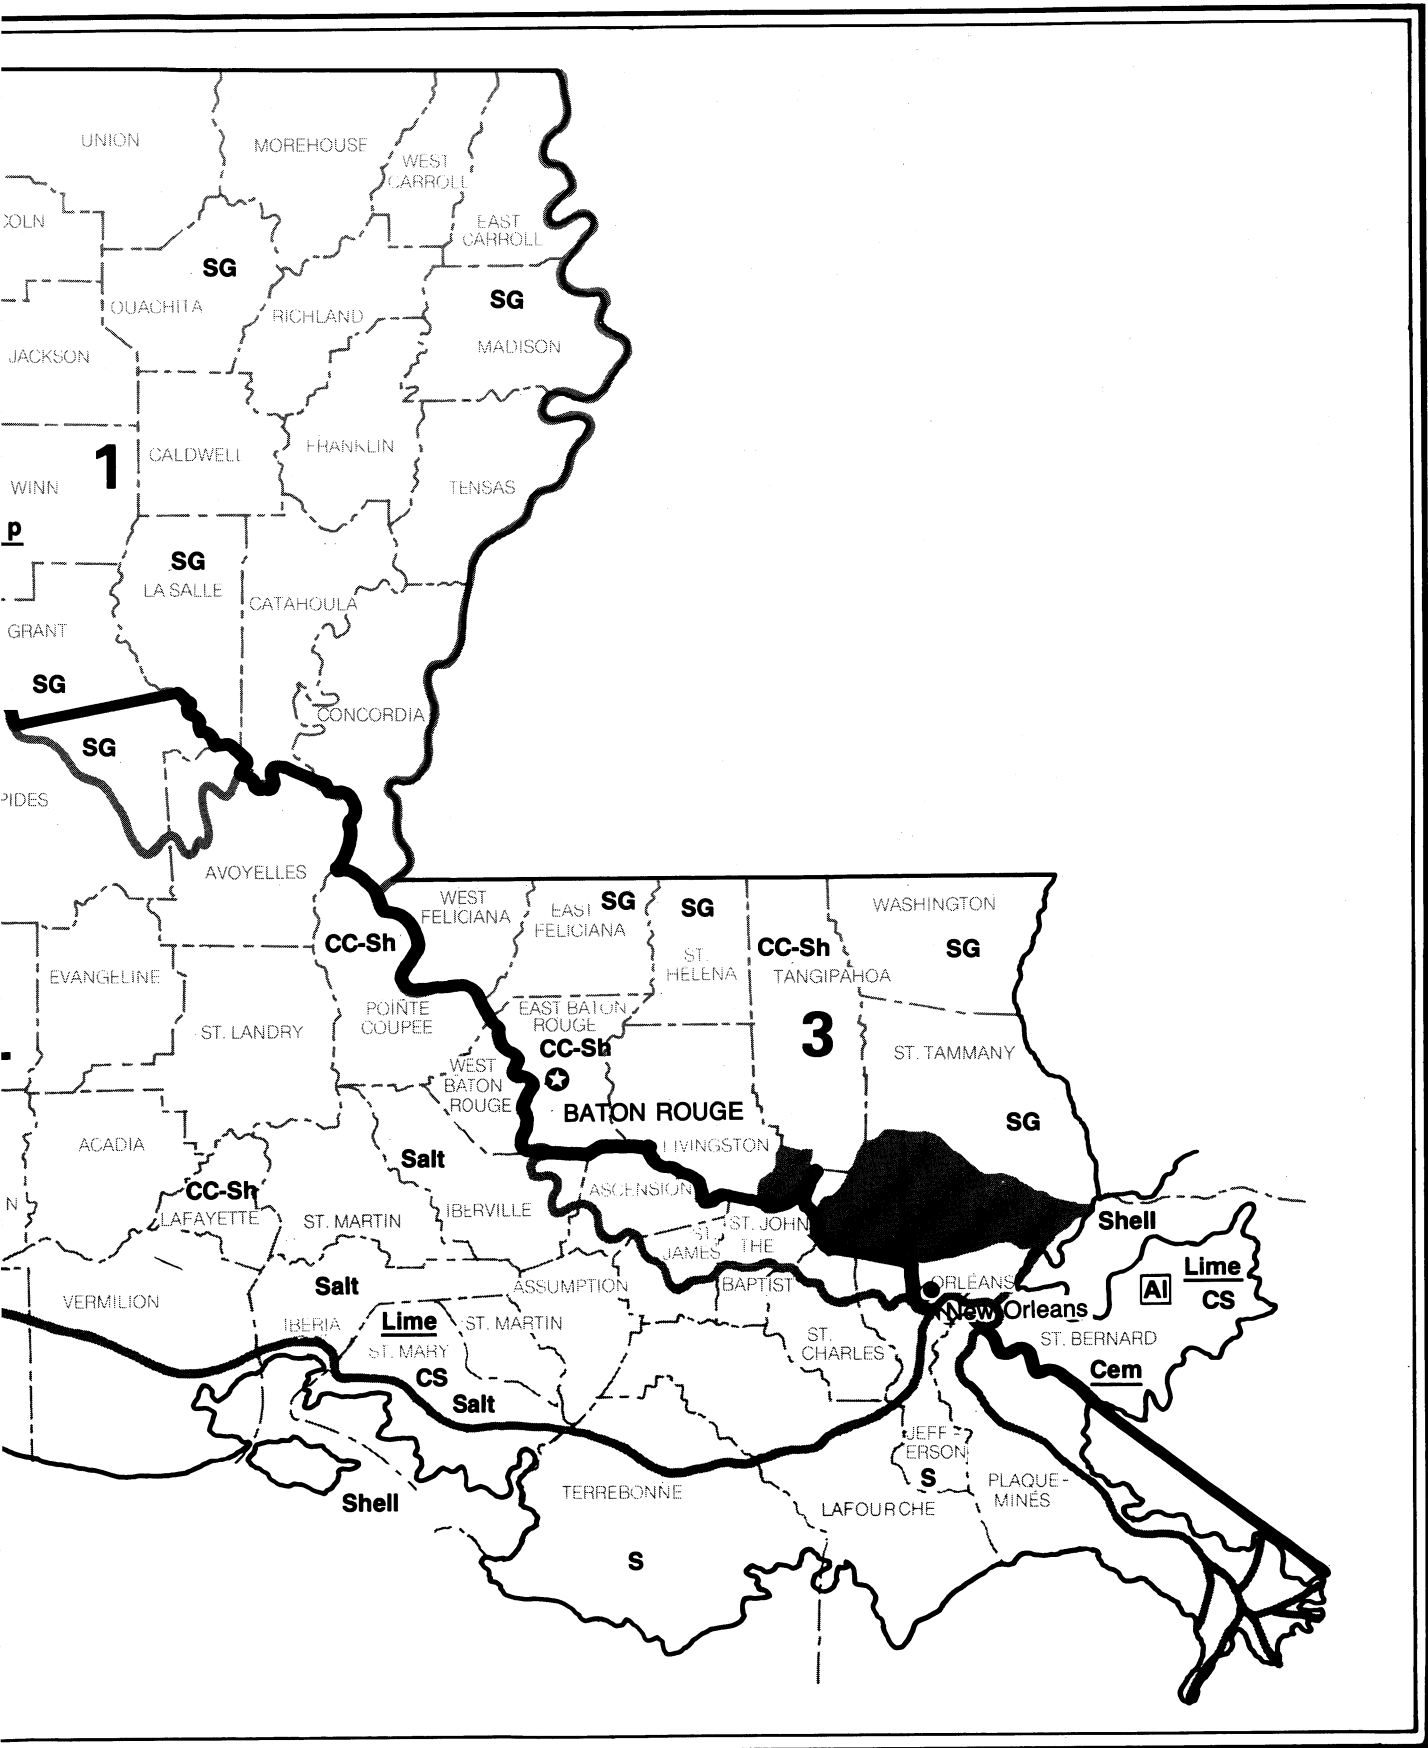 UNION
MOREHOUSE
WEST
CARROLL
COLN
EAST
CARROLL
SG
SG
OUACHITA
RICHLAND
MADISON
JACKSON
1
CALDWELL
FRANKLIN
WINN
TENSAS
p
SG
LA SALLE
CATAHOULA
GRANT
SG
CONCORDIA
SG
PIDES
AVOYELLES
WEST
FELICIANA
EAST
FELICIANA
SG
SG
WASHINGTON
CC-Sh
CC-Sh
SG
ST.
HELENA
TANGIPAHOA
EVANGELINE
POINTE
COUPEE
EAST BATON
ROUGE
ST. LANDRY
3
CC-Sh
ST. TAMMANY
WEST
BATON
ROUGE
BATON ROUGE
SG
ACADIA
LIVINGSTON
Salt
CC-Sh
ASCENSION
N
LAFAYETTE
ST. MARTIN
IBERVILLE
ST. JOHN
THE
BAPTIST
ST.
JAMES
Shell
Salt
ASSUMPTION
ORLEANS
AI
Lime
CS
VERMILION
IBERIA
Lime
ST. MARY
CS
ST. MARTIN
New Orleans
ST.
CHARLES
ST. BERNARD
Cem
Salt
JEFF-
ERSON
S
Shell
TERREBONNE
LAFOURCHE
PLAQUE-
MINES
S